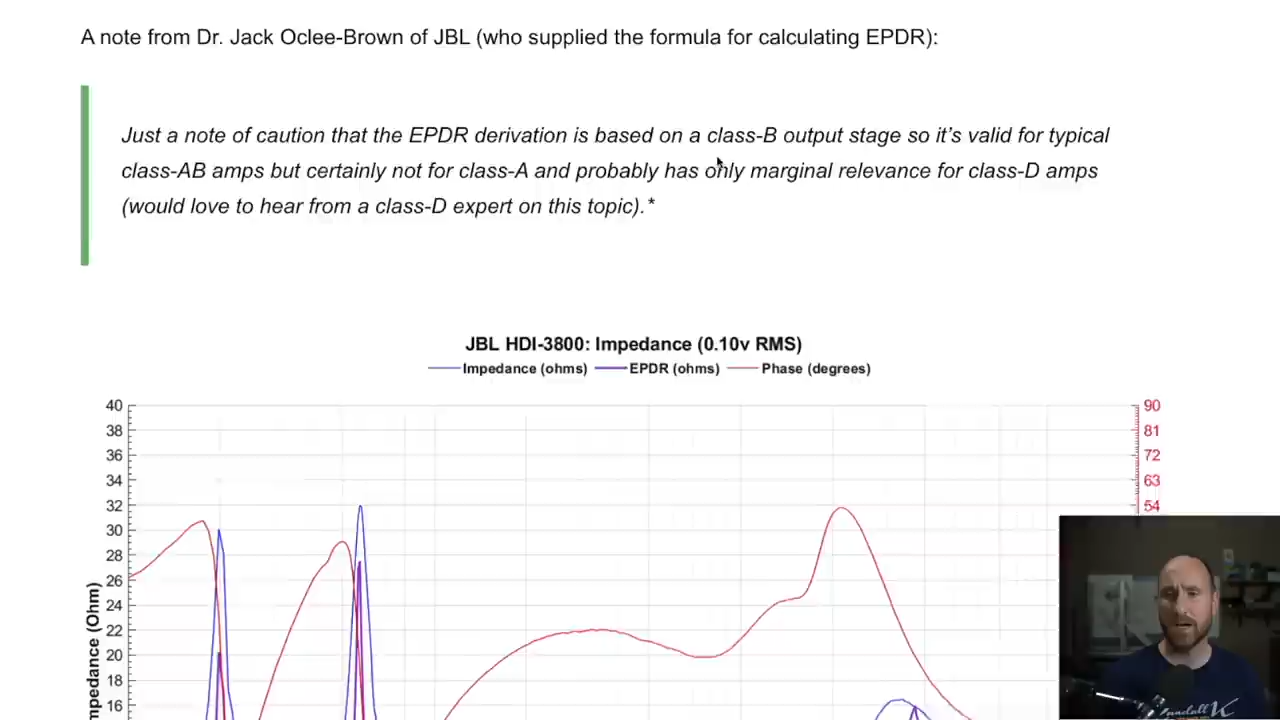 A note from Dr. Jack Oclee-Brown of JBL (who supplied the formula for calculating EPDR):
Just a note of caution that the EPDR derivation is based on a class-B output stage so it's valid for typical
class-AB amps but certainly not for class-A and probably has only marginal relevance for class-D amps
(would love to hear from a class-D expert on this topic).*
JBL HDI-3800: Impedance (0.10v RMS)
Impedance (ohms) EPDR (ohms) Phase (degrees)
40 90
38 81
36 72
34 63
32 54
30
28
26
24
22
20
18
16